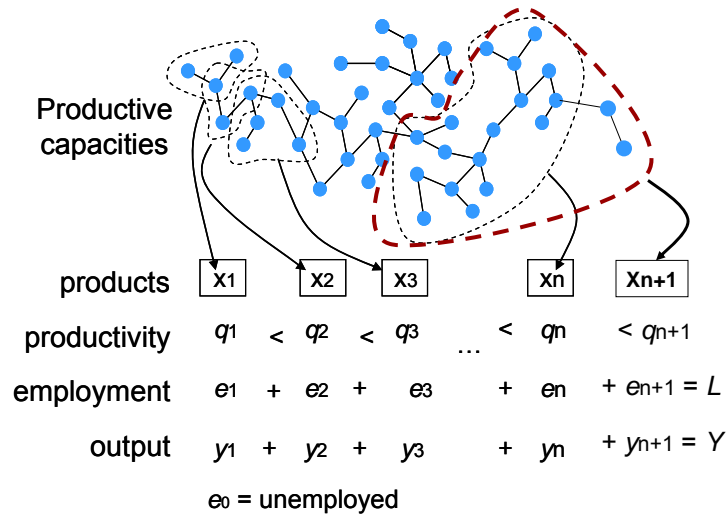 Productive
capacities
products x1 x2 x3 xn xn+1
productivity q1 < q2 < q3 ... < qn < qn+1
employment e1 + e2 + e3 + en + en+1 = L
output y1 + y2 + y3 + yn + yn+1 = Y
e0 = unemployed